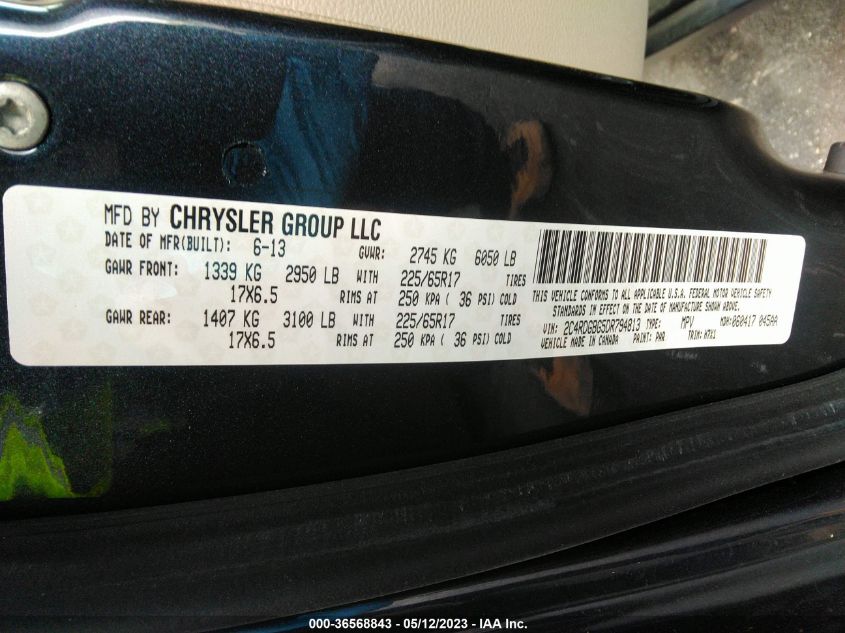 MFD BY CHRYSLER GROUP LLC
DATE OF MFR(BUILT): 6-13 GVWR: 2745 KG 6050 LB
GAWR FRONT: 1339 KG 2950 LB WITH 225/65R17 TIRES
17X6.5 RIMS AT 250 KPA ( 36 PSI) COLD
GAWR REAR: 1407 KG 3100 LB WITH 225/65R17 TIRES
17X6.5 RIMS AT 250 KPA ( 36 PSI) COLD
THIS VEHICLE CONFORMS TO ALL APPLICABLE U.S.A. FEDERAL MOTOR VEHICLE SAFETY
STANDARDS IN EFFECT ON THE DATE OF MANUFACTURE SHOWN ABOVE.
VIN: 2C4RDGBG5DR794813 TYPE: MPV MDH:060417 045AA
VEHICLE MADE IN CANADA PAINT: PAR TRIM: H7X1
000-36568843 - 05/12/2023 - IAA Inc.